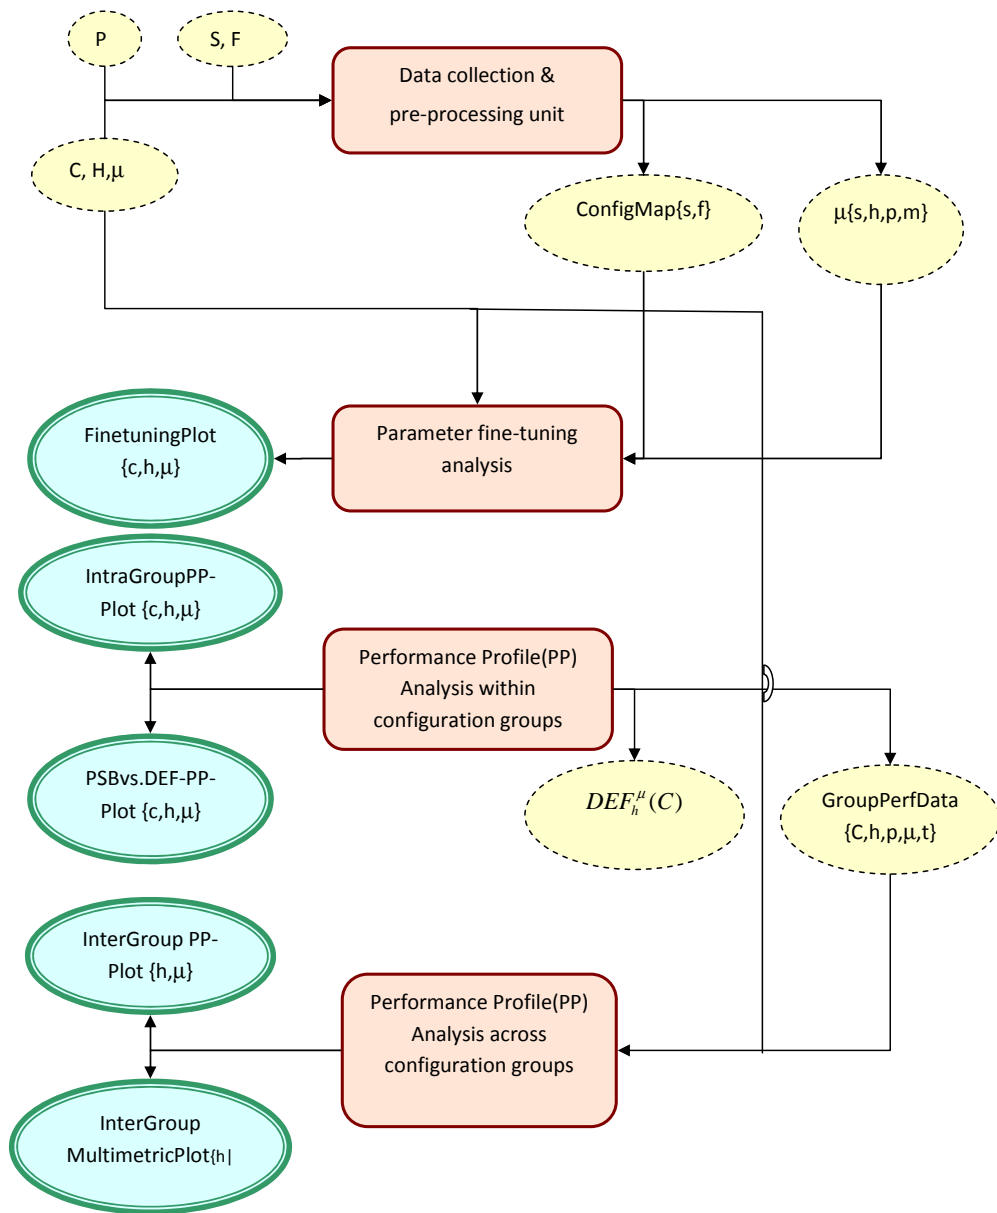 P
S, F
Data collection &
pre-processing unit
C, H,μ
ConfigMap{s,f}
μ{s,h,p,m}
FinetuningPlot
{c,h,μ}
Parameter fine-tuning
analysis
IntraGroupPP-
Plot {c,h,μ}
Performance Profile(PP)
Analysis within
configuration groups
PSBvs.DEF-PP-
Plot {c,h,μ}
DEF_h^μ(C)
GroupPerfData
{C,h,p,μ,t}
InterGroup PP-
Plot {h,μ}
Performance Profile(PP)
Analysis across
configuration groups
InterGroup
MultimetricPlot{h|